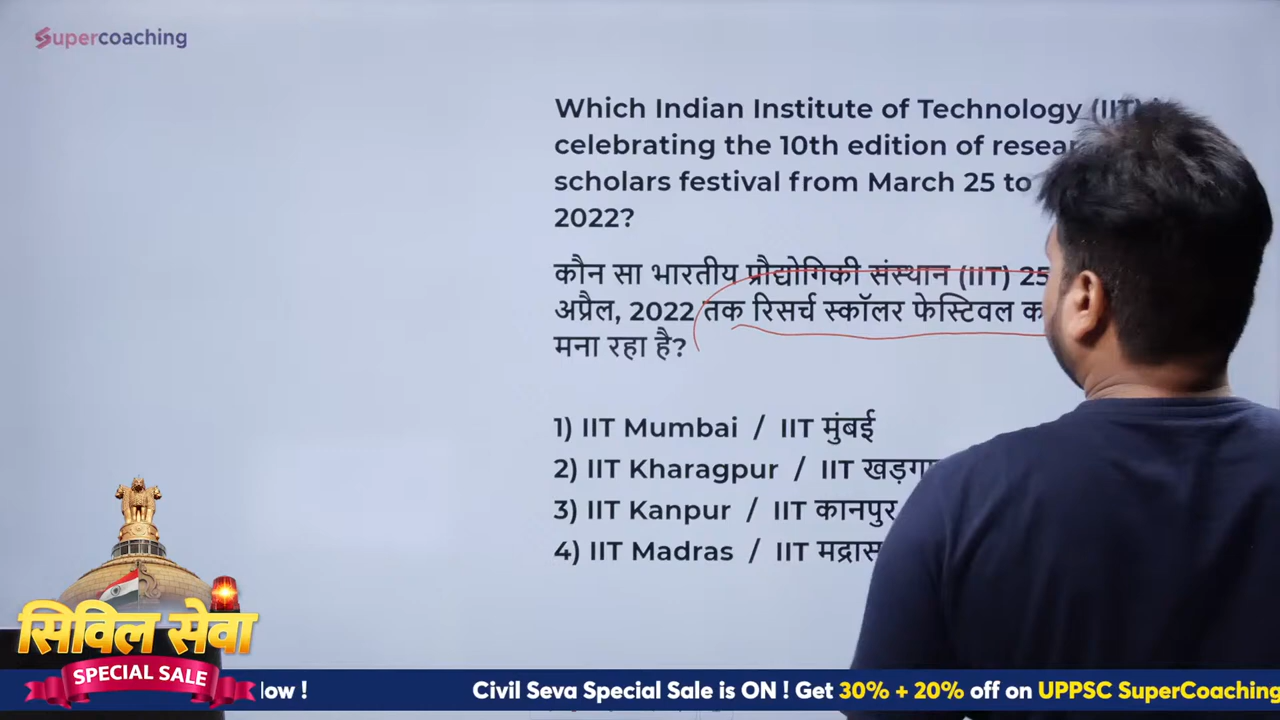 Supercoaching
Which Indian Institute of Technology (IIT)
celebrating the 10th edition of
scholars festival from March 25 to
2022?
कौन सा भारतीय प्रौद्योगिकी संस्थान (IIT) 25
अप्रैल, 2022 तक रिसर्च स्कॉलर फेस्टिवल
मना रहा है?
1) IIT Mumbai / IIT मुंबई
2) IIT Kharagpur / IIT
3) IIT Kanpur / IIT कानपुर
4) IIT Madras / IIT मद्रास
सिविल सेवा
SPECIAL SALE
! Civil Seva Special Sale is ON ! Get 30% + 20% off on UPPSC SuperCoaching